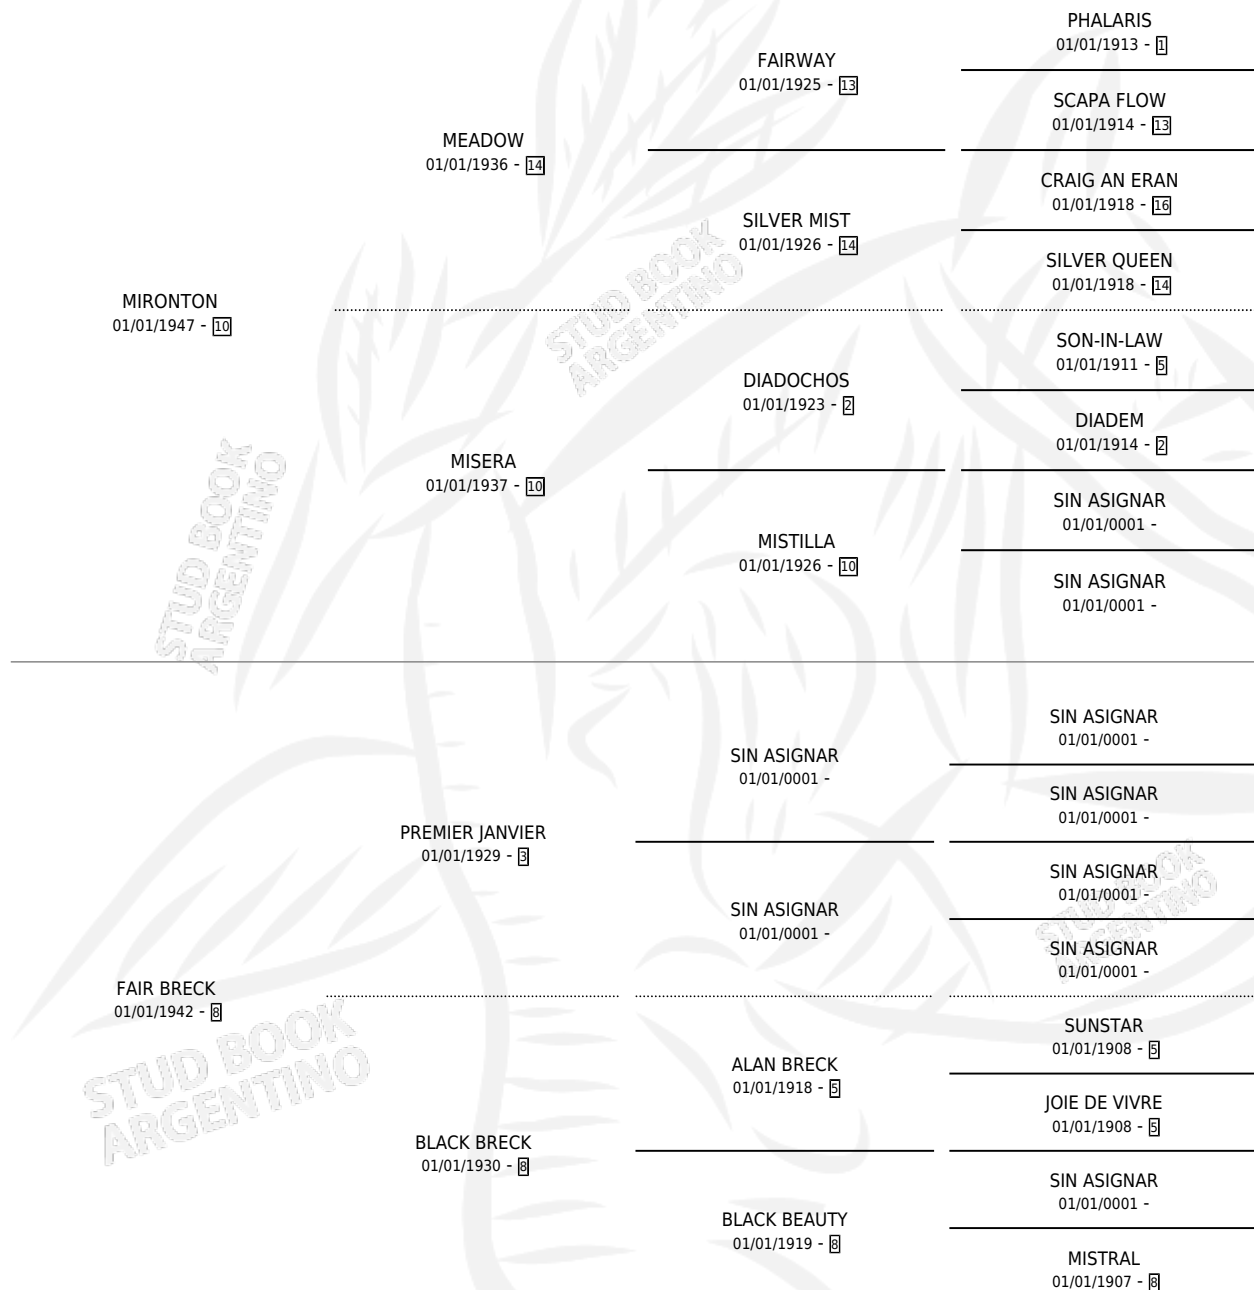 PHALARIS
01/01/1913 - 1
FAIRWAY
01/01/1925 - 13
SCAPA FLOW
01/01/1914 - 13
MEADOW
01/01/1936 - 14
CRAIG AN ERAN
01/01/1918 - 16
SILVER MIST
01/01/1926 - 14
SILVER QUEEN
01/01/1918 - 14
MIRONTON
01/01/1947 - 10
SON-IN-LAW
01/01/1911 - 5
DIADOCHOS
01/01/1923 - 2
DIADEM
01/01/1914 - 2
MISERA
01/01/1937 - 10
SIN ASIGNAR
01/01/0001 -
MISTILLA
01/01/1926 - 10
SIN ASIGNAR
01/01/0001 -
SIN ASIGNAR
01/01/0001 -
SIN ASIGNAR
01/01/0001 -
SIN ASIGNAR
01/01/0001 -
PREMIER JANVIER
01/01/1929 - 3
SIN ASIGNAR
01/01/0001 -
SIN ASIGNAR
01/01/0001 -
SIN ASIGNAR
01/01/0001 -
FAIR BRECK
01/01/1942 - 8
SUNSTAR
01/01/1908 - 5
ALAN BRECK
01/01/1918 - 5
JOIE DE VIVRE
01/01/1908 - 5
BLACK BRECK
01/01/1930 - 8
SIN ASIGNAR
01/01/0001 -
BLACK BEAUTY
01/01/1919 - 8
MISTRAL
01/01/1907 - 8
STUD BOOK
ARGENTINO
STUD BOOK
ARGENTINO
STUD BOOK
ARGENTINO
STUD BOOK
ARGENTINO